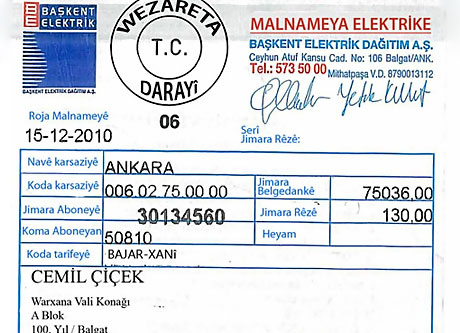 BAŞKENT
ELEKTRİK
BAŞKENT ELEKTRİK DAĞITIM A.Ş.
WEZARETA
T.C.
DARAYÎ
06
MALNAMEYA ELEKTRİKE
BAŞKENT ELEKTRİK DAĞITIM A.Ş.
Ceyhun Atuf Kansu Cad. No: 106 Balgat/ANK.
Tel.: 573 50 00 Mithatpaşa V.D. 8790013112
Roja Malnameyê
15-12-2010
Serî
Jimara Rêzê:
Navê karsaziyê ANKARA
Koda karsaziyê 006.02 75.00.00 Jimara Belgedankê 75036,00
Jimara Aboneyê 30134560 Jimara Rêzê 130,00
Koma Aboneyan 50810 Heyam
Koda tarifeyê BAJAR-XANÎ
CEMİL ÇİÇEK
Warxana Vali Konağı
A Blok
100. Yıl / Balgat